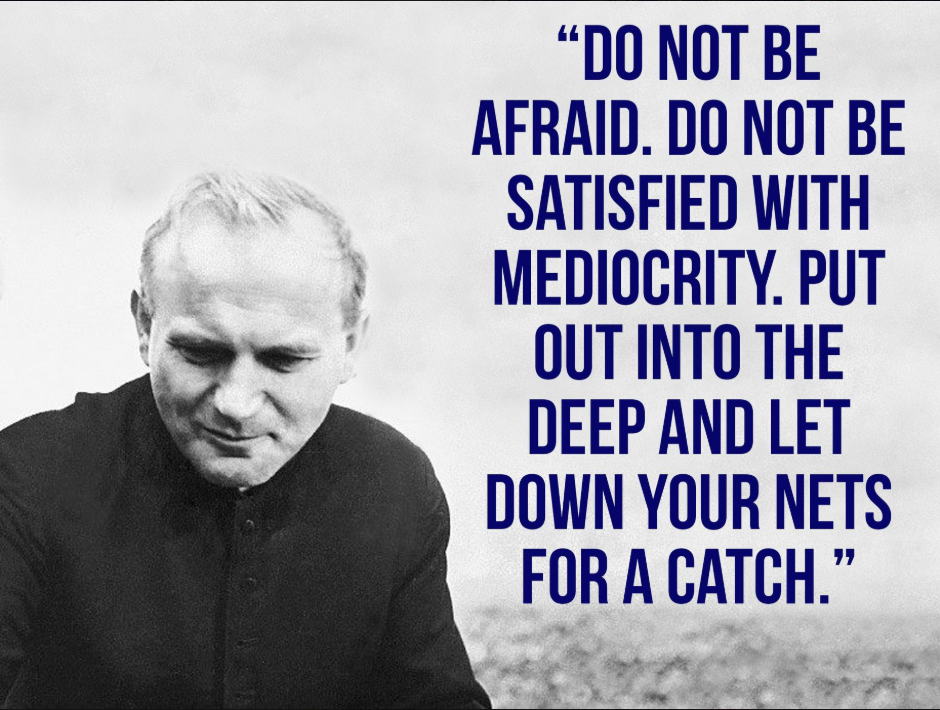 “DO NOT BE
AFRAID. DO NOT BE
SATISFIED WITH
MEDIOCRITY. PUT
OUT INTO THE
DEEP AND LET
DOWN YOUR NETS
FOR A CATCH.”